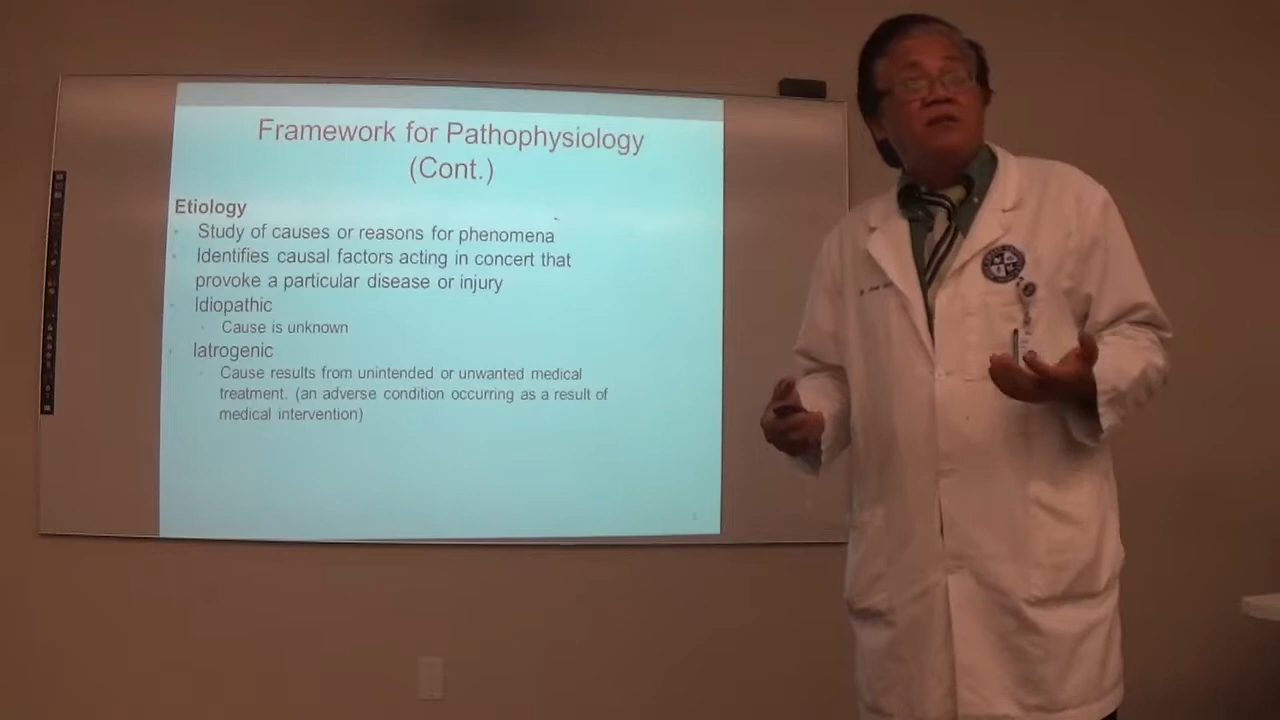 Framework for Pathophysiology
(Cont.)
Etiology
Study of causes or reasons for phenomena
Identifies causal factors acting in concert that
provoke a particular disease or injury
Idiopathic
Cause is unknown
Iatrogenic
Cause results from unintended or unwanted medical
treatment. (an adverse condition occurring as a result of
medical intervention)